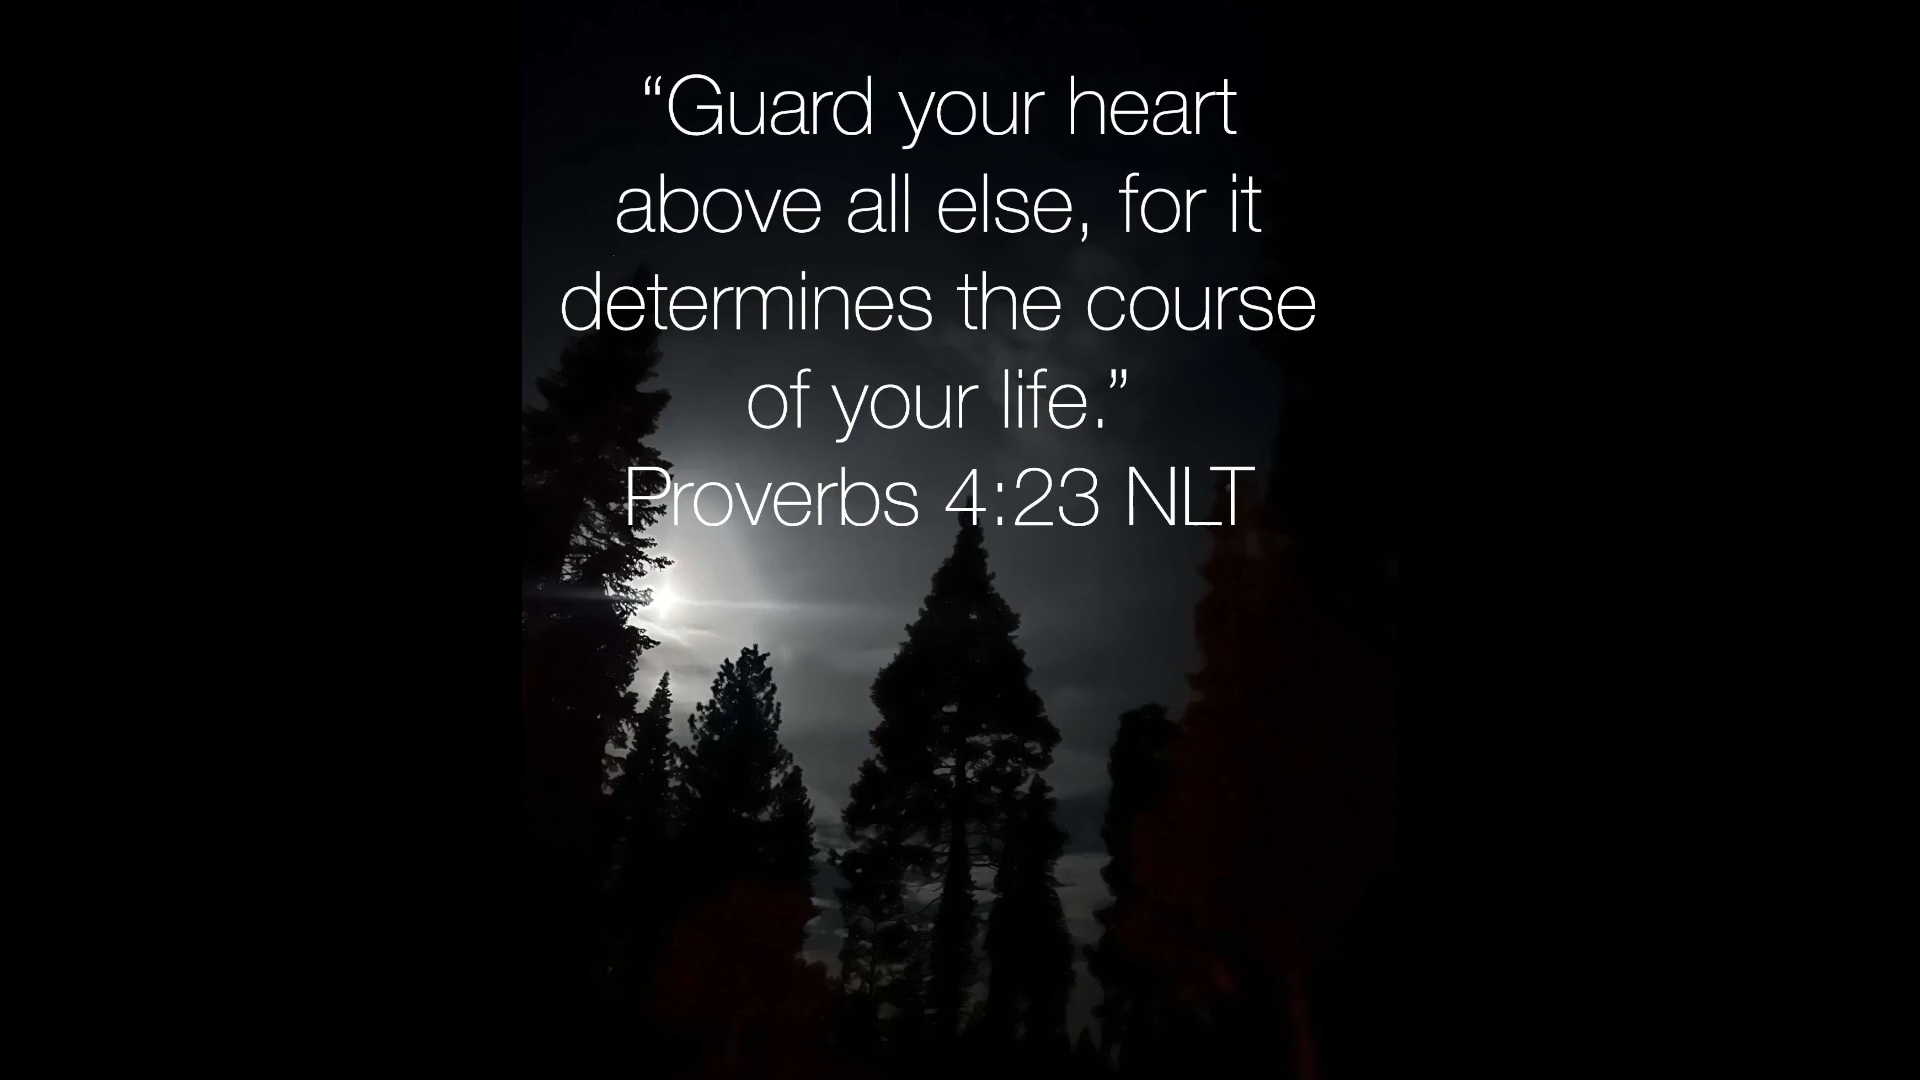 “Guard your heart
above all else, for it
determines the course
of your life.”
Proverbs 4:23 NLT